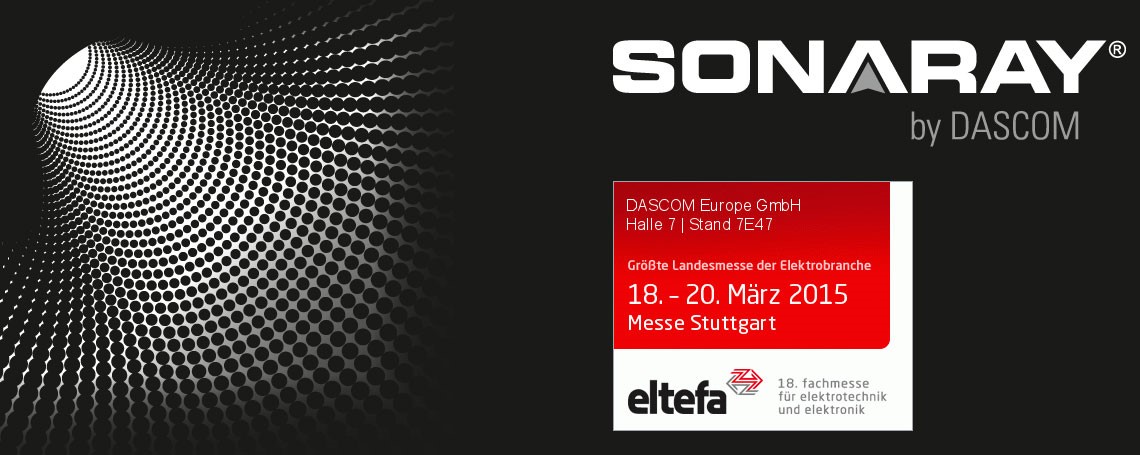 SONARAY®
by DASCOM
DASCOM Europe GmbH
Halle 7 | Stand 7E47
Größte Landesmesse der Elektrobranche
18. – 20. März 2015
Messe Stuttgart
eltefa
18. fachmesse
für elektrotechnik
und elektronik